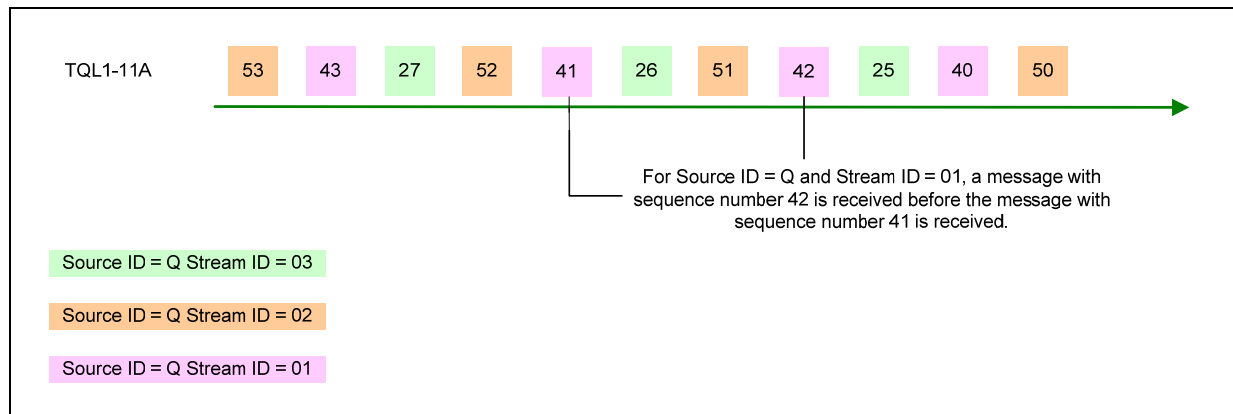 TQL1-11A 53 43 27 52 41 26 51 42 25 40 50
For Source ID = Q and Stream ID = 01, a message with
sequence number 42 is received before the message with
sequence number 41 is received.
Source ID = Q Stream ID = 03
Source ID = Q Stream ID = 02
Source ID = Q Stream ID = 01